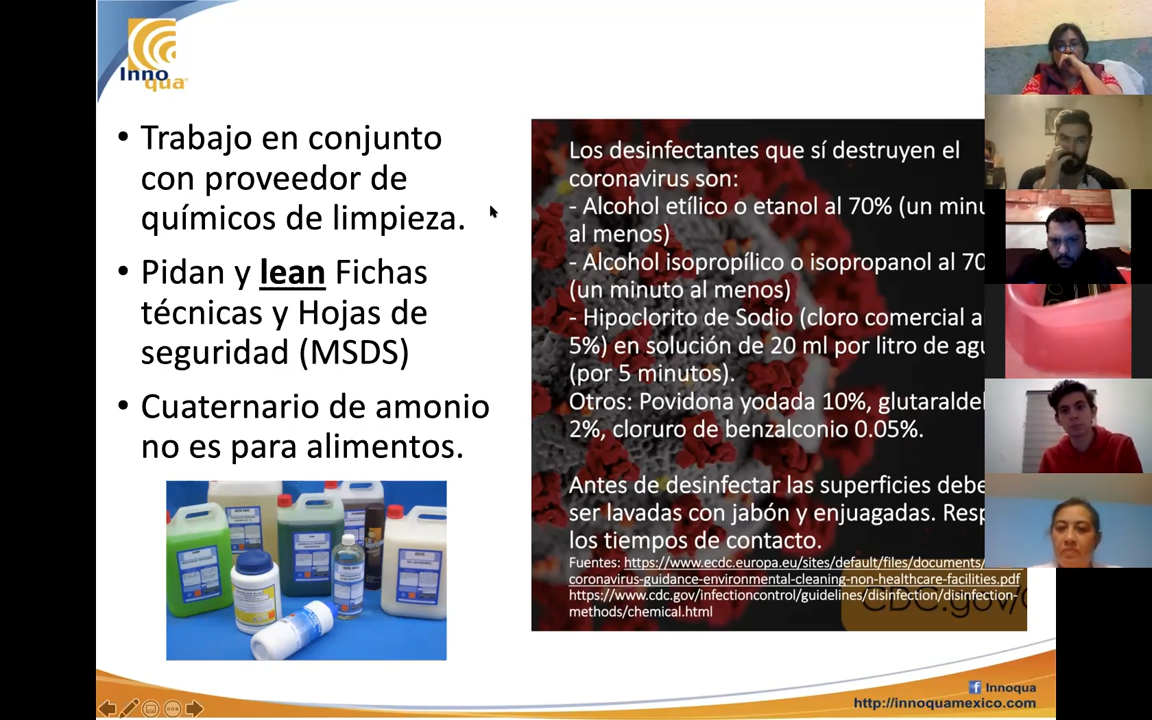 Inno
qua
• Trabajo en conjunto
con proveedor de
químicos de limpieza.
• Pidan y lean Fichas
técnicas y Hojas de
seguridad (MSDS)
• Cuaternario de amonio
no es para alimentos.
Los desinfectantes que sí destruyen el
coronavirus son:
- Alcohol etílico o etanol al 70% (un minu
al menos)
- Alcohol isopropílico o isopropanol al 70
(un minuto al menos)
- Hipoclorito de Sodio (cloro comercial a
5%) en solución de 20 ml por litro de agu
(por 5 minutos).
Otros: Povidona yodada 10%, glutaralde
2%, cloruro de benzalconio 0.05%.
Antes de desinfectar las superficies debe
ser lavadas con jabón y enjuagadas. Resp
los tiempos de contacto.
Fuentes: https://www.ecdc.europa.eu/sites/default/files/documents/
coronavirus-guidance-environmental-cleaning-non-healthcare-facilities.pdf
https://www.cdc.gov/infectioncontrol/guidelines/disinfection/disinfection-
methods/chemical.html
CDC.gov/
Innoqua
http://innoquamexico.com